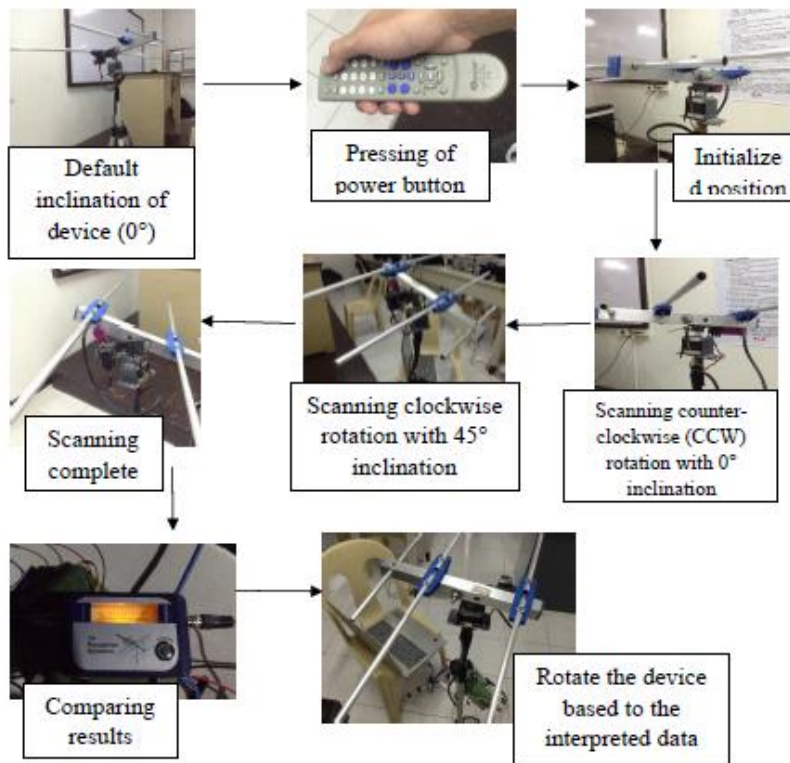 Default
inclination of
device (0°)
Pressing of
power button
Initialize
d position
Scanning counter-
clockwise (CCW)
rotation with 0°
inclination
Scanning clockwise
rotation with 45°
inclination
Scanning
complete
Comparing
results
Rotate the device
based to the
interpreted data